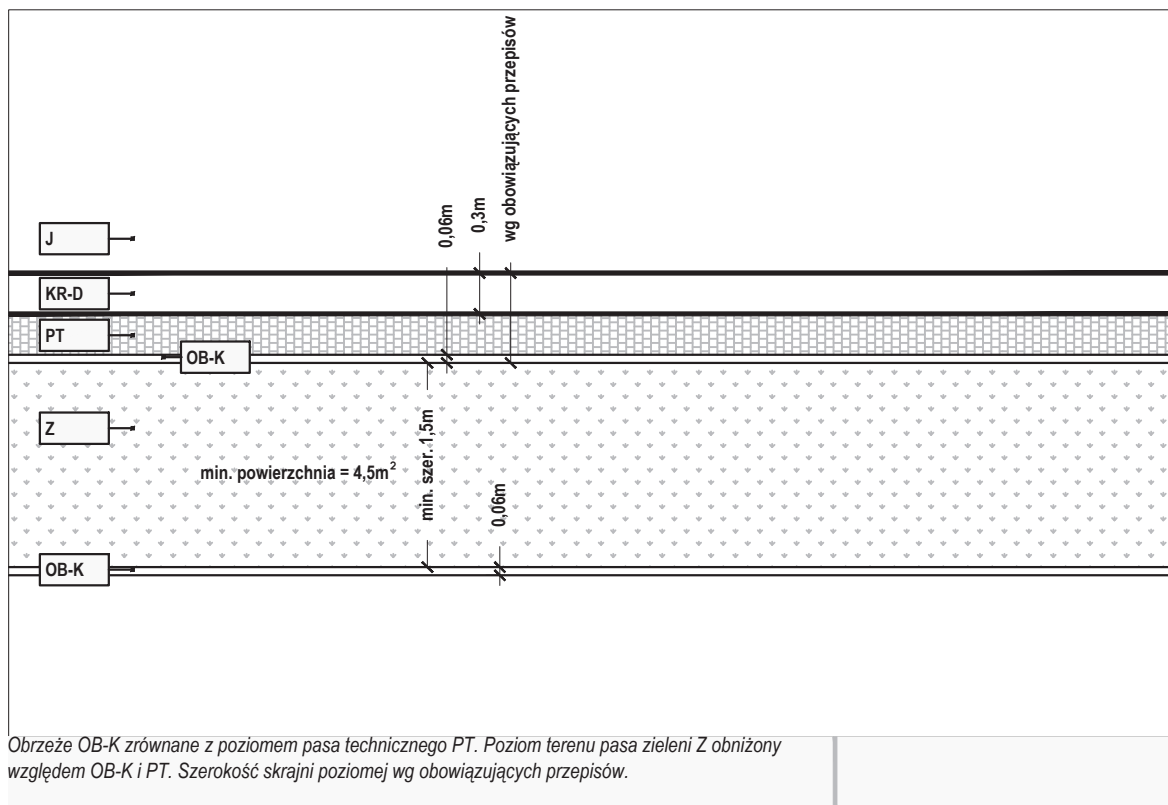 wg obowiązujących przepisów
0,3m
0,06m
J
KR-D
PT
OB-K
Z
min. szer. 1,5m
min. powierzchnia = 4,5m²
0,06m
OB-K
Obrzeże OB-K zrównane z poziomem pasa technicznego PT. Poziom terenu pasa zieleni Z obniżony
względem OB-K i PT. Szerokość skrajni poziomej wg obowiązujących przepisów.